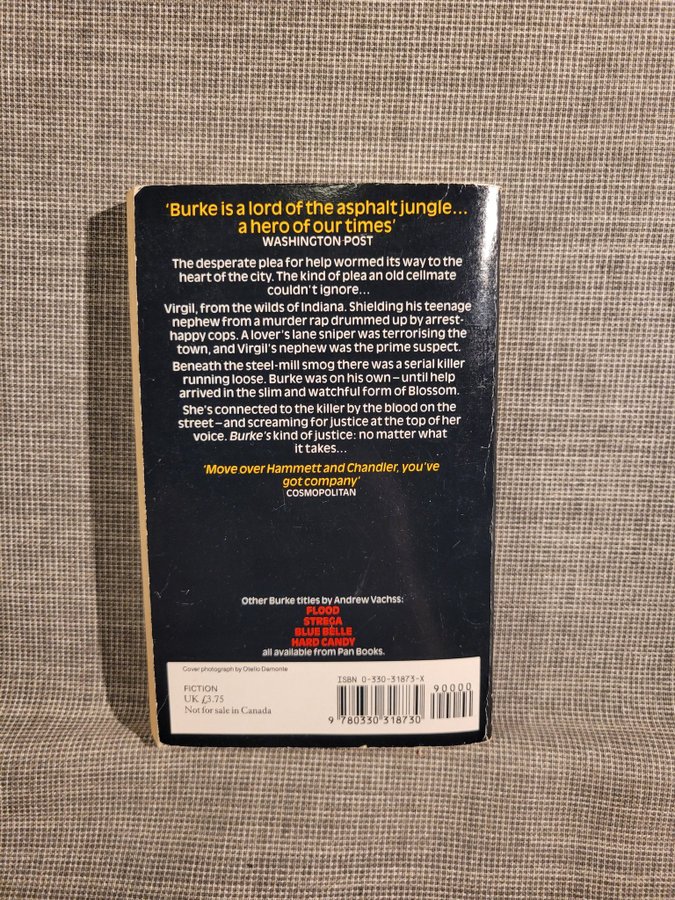 'Burke is a lord of the asphalt jungle...
a hero of our times'
WASHINGTON POST
The desperate plea for help wormed its way to the
heart of the city. The kind of plea an old cellmate
couldn't ignore...
Virgil, from the wilds of Indiana. Shielding his teenage
nephew from a murder rap drummed up by arrest-
happy cops. A lover's lane sniper was terrorising the
town, and Virgil's nephew was the prime suspect.
Beneath the steel-mill smog there was a serial killer
running loose. Burke was on his own – until help
arrived in the slim and watchful form of Blossom.
She's connected to the killer by the blood on the
street – and screaming for justice at the top of her
voice. Burke's kind of justice: no matter what
it takes...
'Move over Hammett and Chandler, you've
got company'
COSMOPOLITAN
Other Burke titles by Andrew Vachss:
FLOOD
STREGA
BLUE BELLE
HARD CANDY
all available from Pan Books.
Cover photograph by Otello Damonte
FICTION
UK £3.75
Not for sale in Canada
ISBN 0-330-31873-X
90000
9 780330 318730